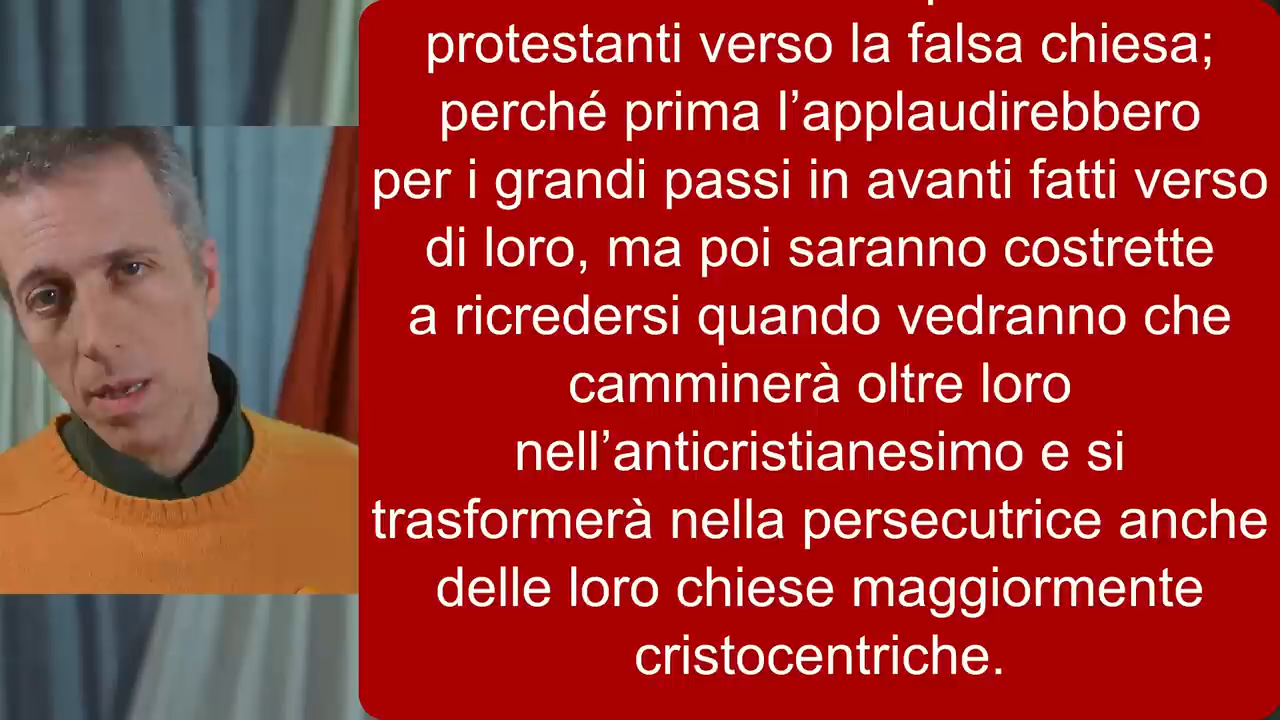 protestanti verso la falsa chiesa;
perché prima l’applaudirebbero
per i grandi passi in avanti fatti verso
di loro, ma poi saranno costrette
a ricredersi quando vedranno che
camminerà oltre loro
nell’anticristianesimo e si
trasformerà nella persecutrice anche
delle loro chiese maggiormente
cristocentriche.